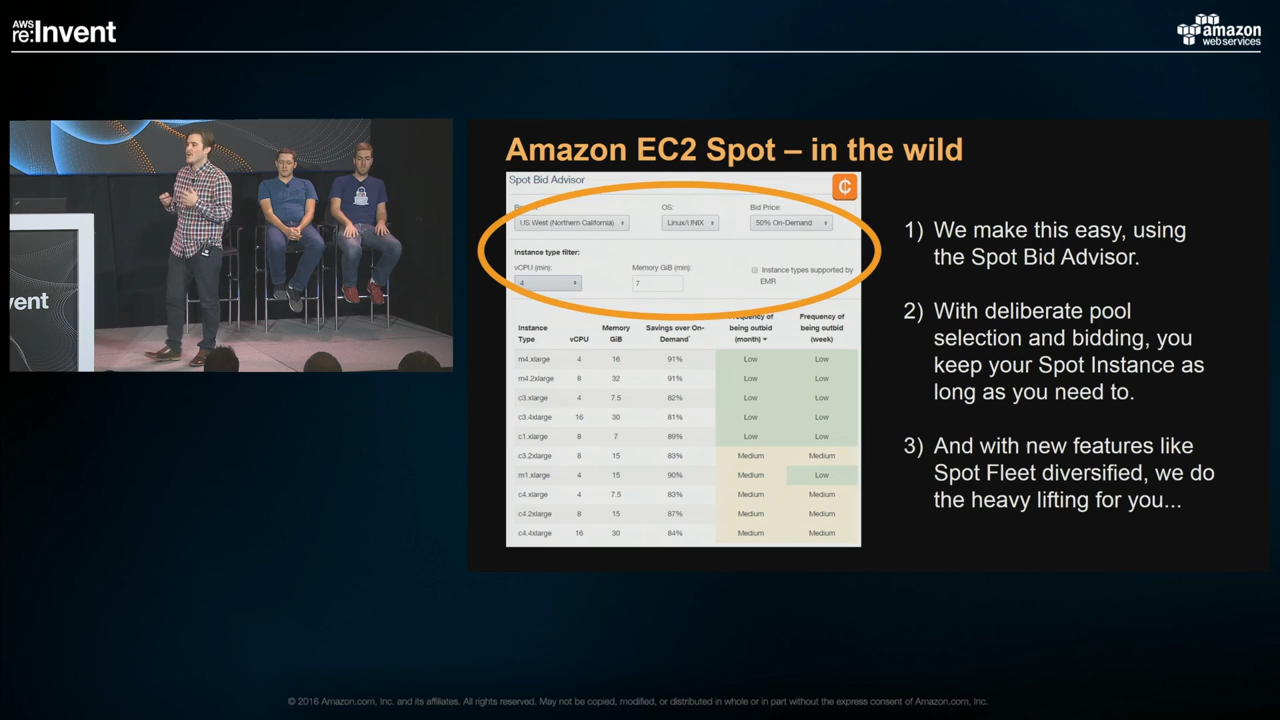 AWS
re:Invent
amazon
web services
ent
Amazon EC2 Spot – in the wild
Spot Bid Advisor
OS:
Bid Price:
US West (Northern California)
Linux/UNIX
50% On-Demand
Instance type filter:
vCPU (min):
Memory GiB (min):
Instance types supported by
EMR
4
7
Instance
Type
vCPU
Memory
GiB
Savings over On-
Demand*
Frequency of
being outbid
(month)
Frequency of
being outbid
(week)
m4.xlarge 4 16 91% Low Low
m4.2xlarge 8 32 91% Low Low
c3.xlarge 4 7.5 82% Low Low
c3.4xlarge 16 30 81% Low Low
c1.xlarge 8 7 89% Low Low
c3.2xlarge 8 15 83% Medium Medium
m1.xlarge 4 15 90% Medium Low
c4.xlarge 4 7.5 83% Medium Medium
c4.2xlarge 8 15 87% Medium Medium
c4.4xlarge 16 30 84% Medium Medium
1) We make this easy, using
the Spot Bid Advisor.
2) With deliberate pool
selection and bidding, you
keep your Spot Instance as
long as you need to.
3) And with new features like
Spot Fleet diversified, we do
the heavy lifting for you...
© 2016 Amazon.com, Inc. and its affiliates. All rights reserved. May not be copied, modified, or distributed in whole or in part without the express consent of Amazon.com, Inc.